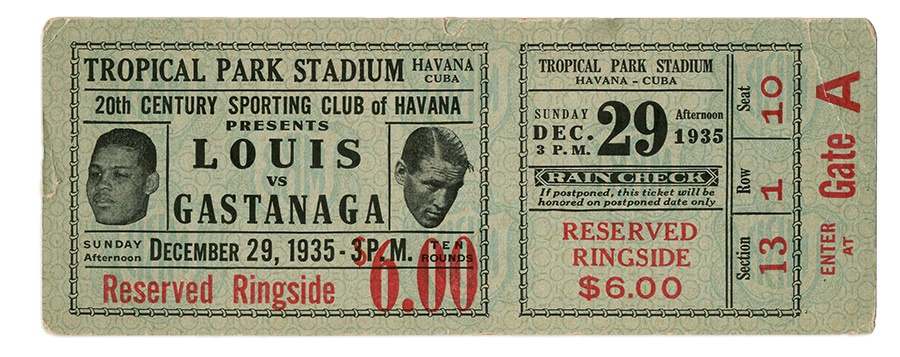 TROPICAL PARK STADIUM HAVANA CUBA
20th CENTURY SPORTING CLUB of HAVANA
PRESENTS
LOUIS
vs
GASTANAGA
SUNDAY Afternoon DECEMBER 29, 1935 - 3 P.M. TEN ROUNDS
Reserved Ringside $6.00
TROPICAL PARK STADIUM
HAVANA - CUBA
SUNDAY Afternoon
DEC. 29 1935
3 P.M.
RAIN CHECK
If postponed, this ticket will be
honored on postponed date only
RESERVED
RINGSIDE
$6.00
Seat 10
Row 1
Section 13
ENTER AT Gate A